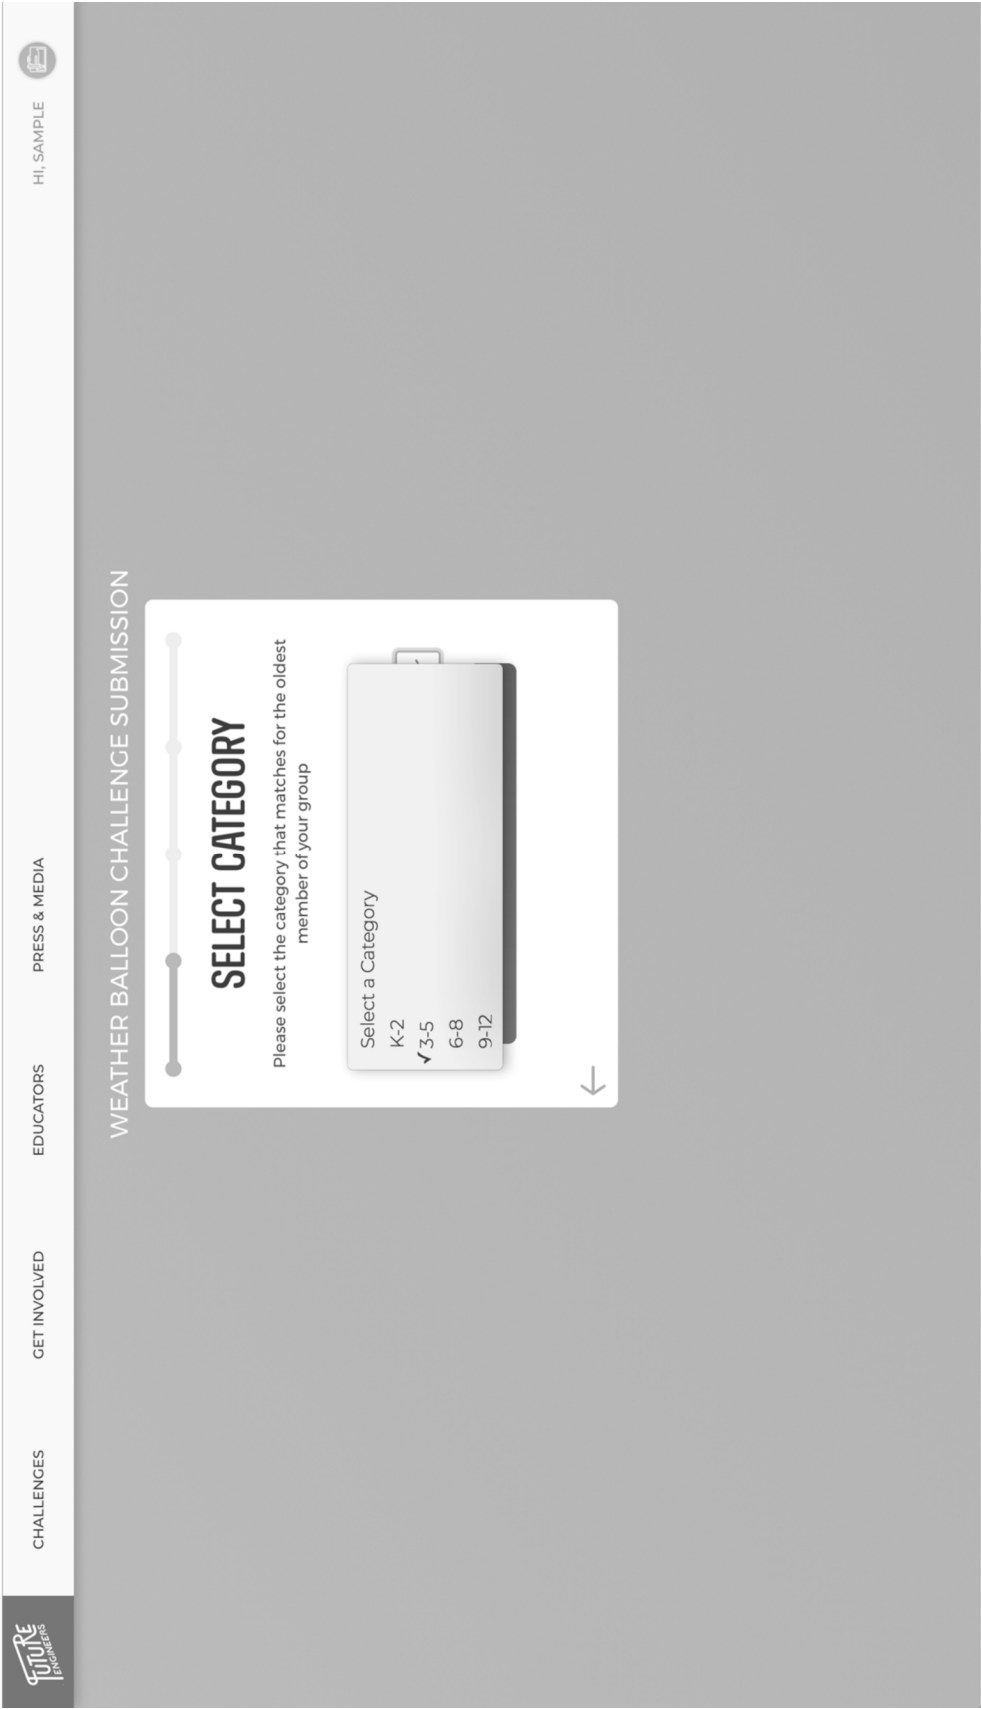 FUTURE
ENGINEERS
CHALLENGES
GET INVOLVED
EDUCATORS
PRESS & MEDIA
HI, SAMPLE
WEATHER BALLOON CHALLENGE SUBMISSION
SELECT CATEGORY
Please select the category that matches for the oldest
member of your group
Select a Category
K-2
✓3-5
6-8
9-12